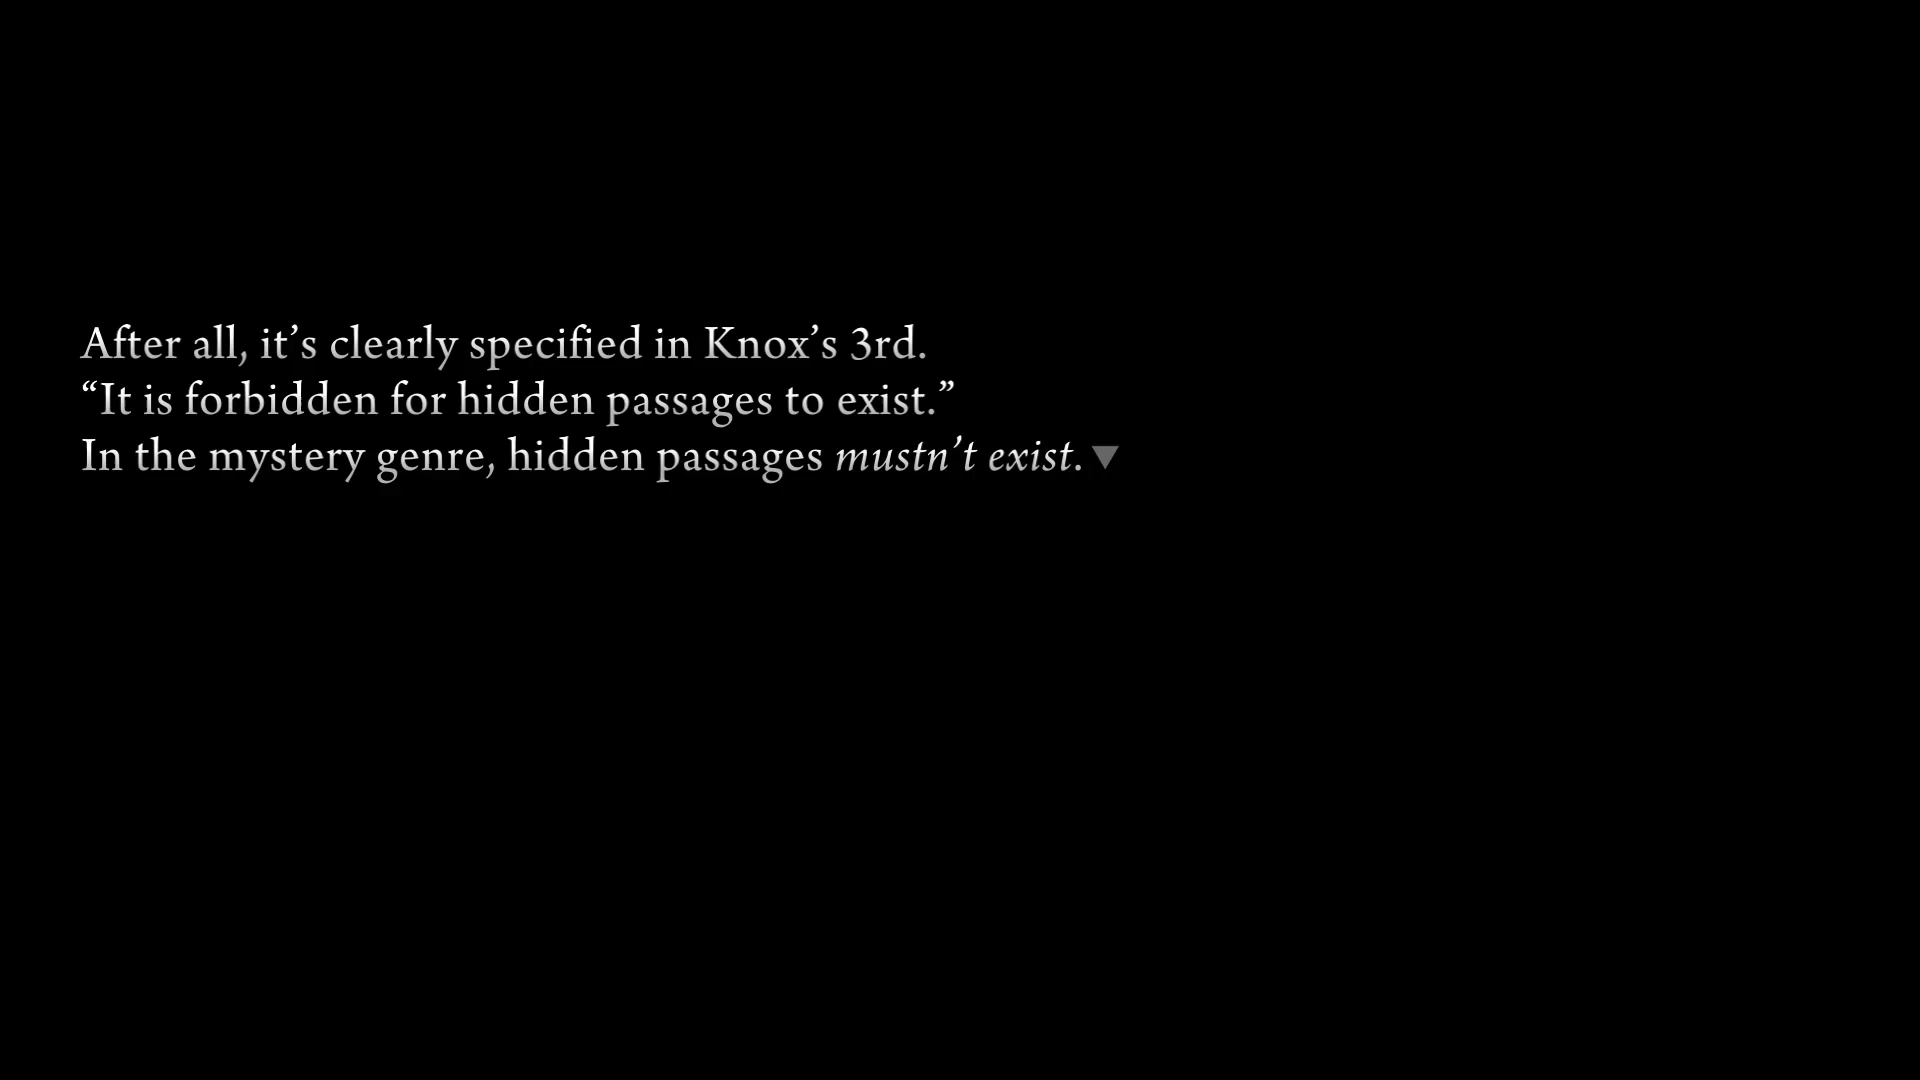 After all, it’s clearly specified in Knox’s 3rd.
“It is forbidden for hidden passages to exist.”
In the mystery genre, hidden passages mustn’t exist.